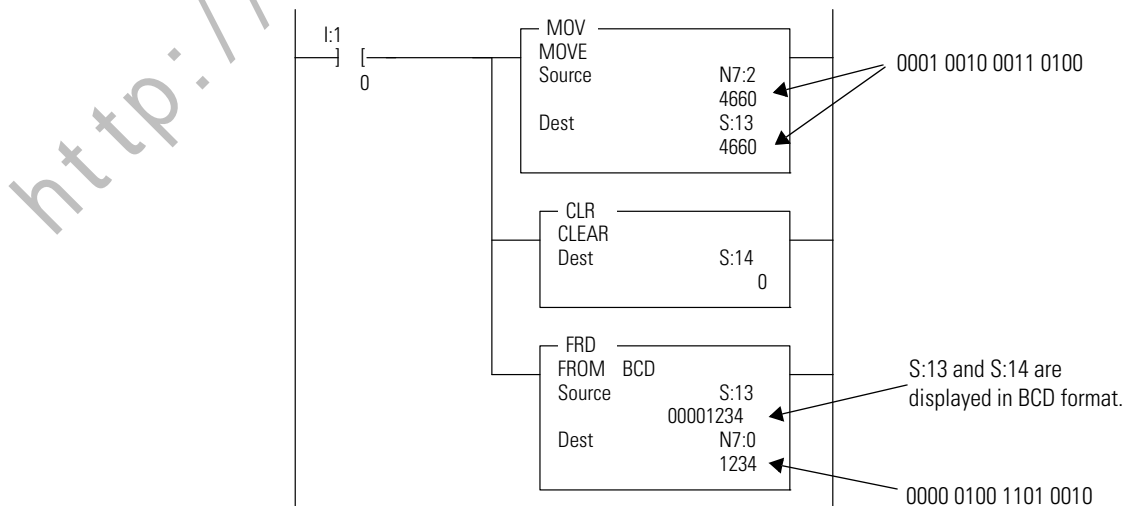 http://
I:1
] [
0
MOV
MOVE
Source N7:2
4660
Dest S:13
4660
0001 0010 0011 0100
CLR
CLEAR
Dest S:14
0
FRD
FROM BCD
Source S:13
00001234
Dest N7:0
1234
S:13 and S:14 are
displayed in BCD format.
0000 0100 1101 0010